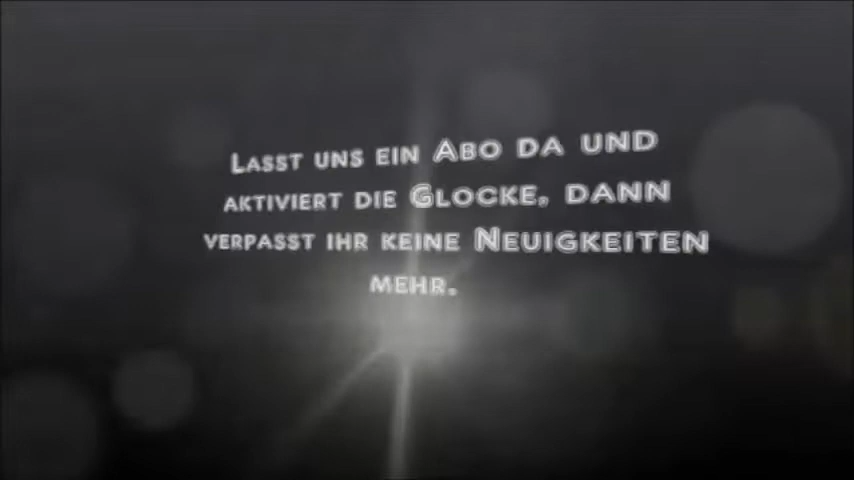 Lasst uns ein Abo da und
aktiviert die Glocke, dann
verpasst ihr keine Neuigkeiten
mehr.